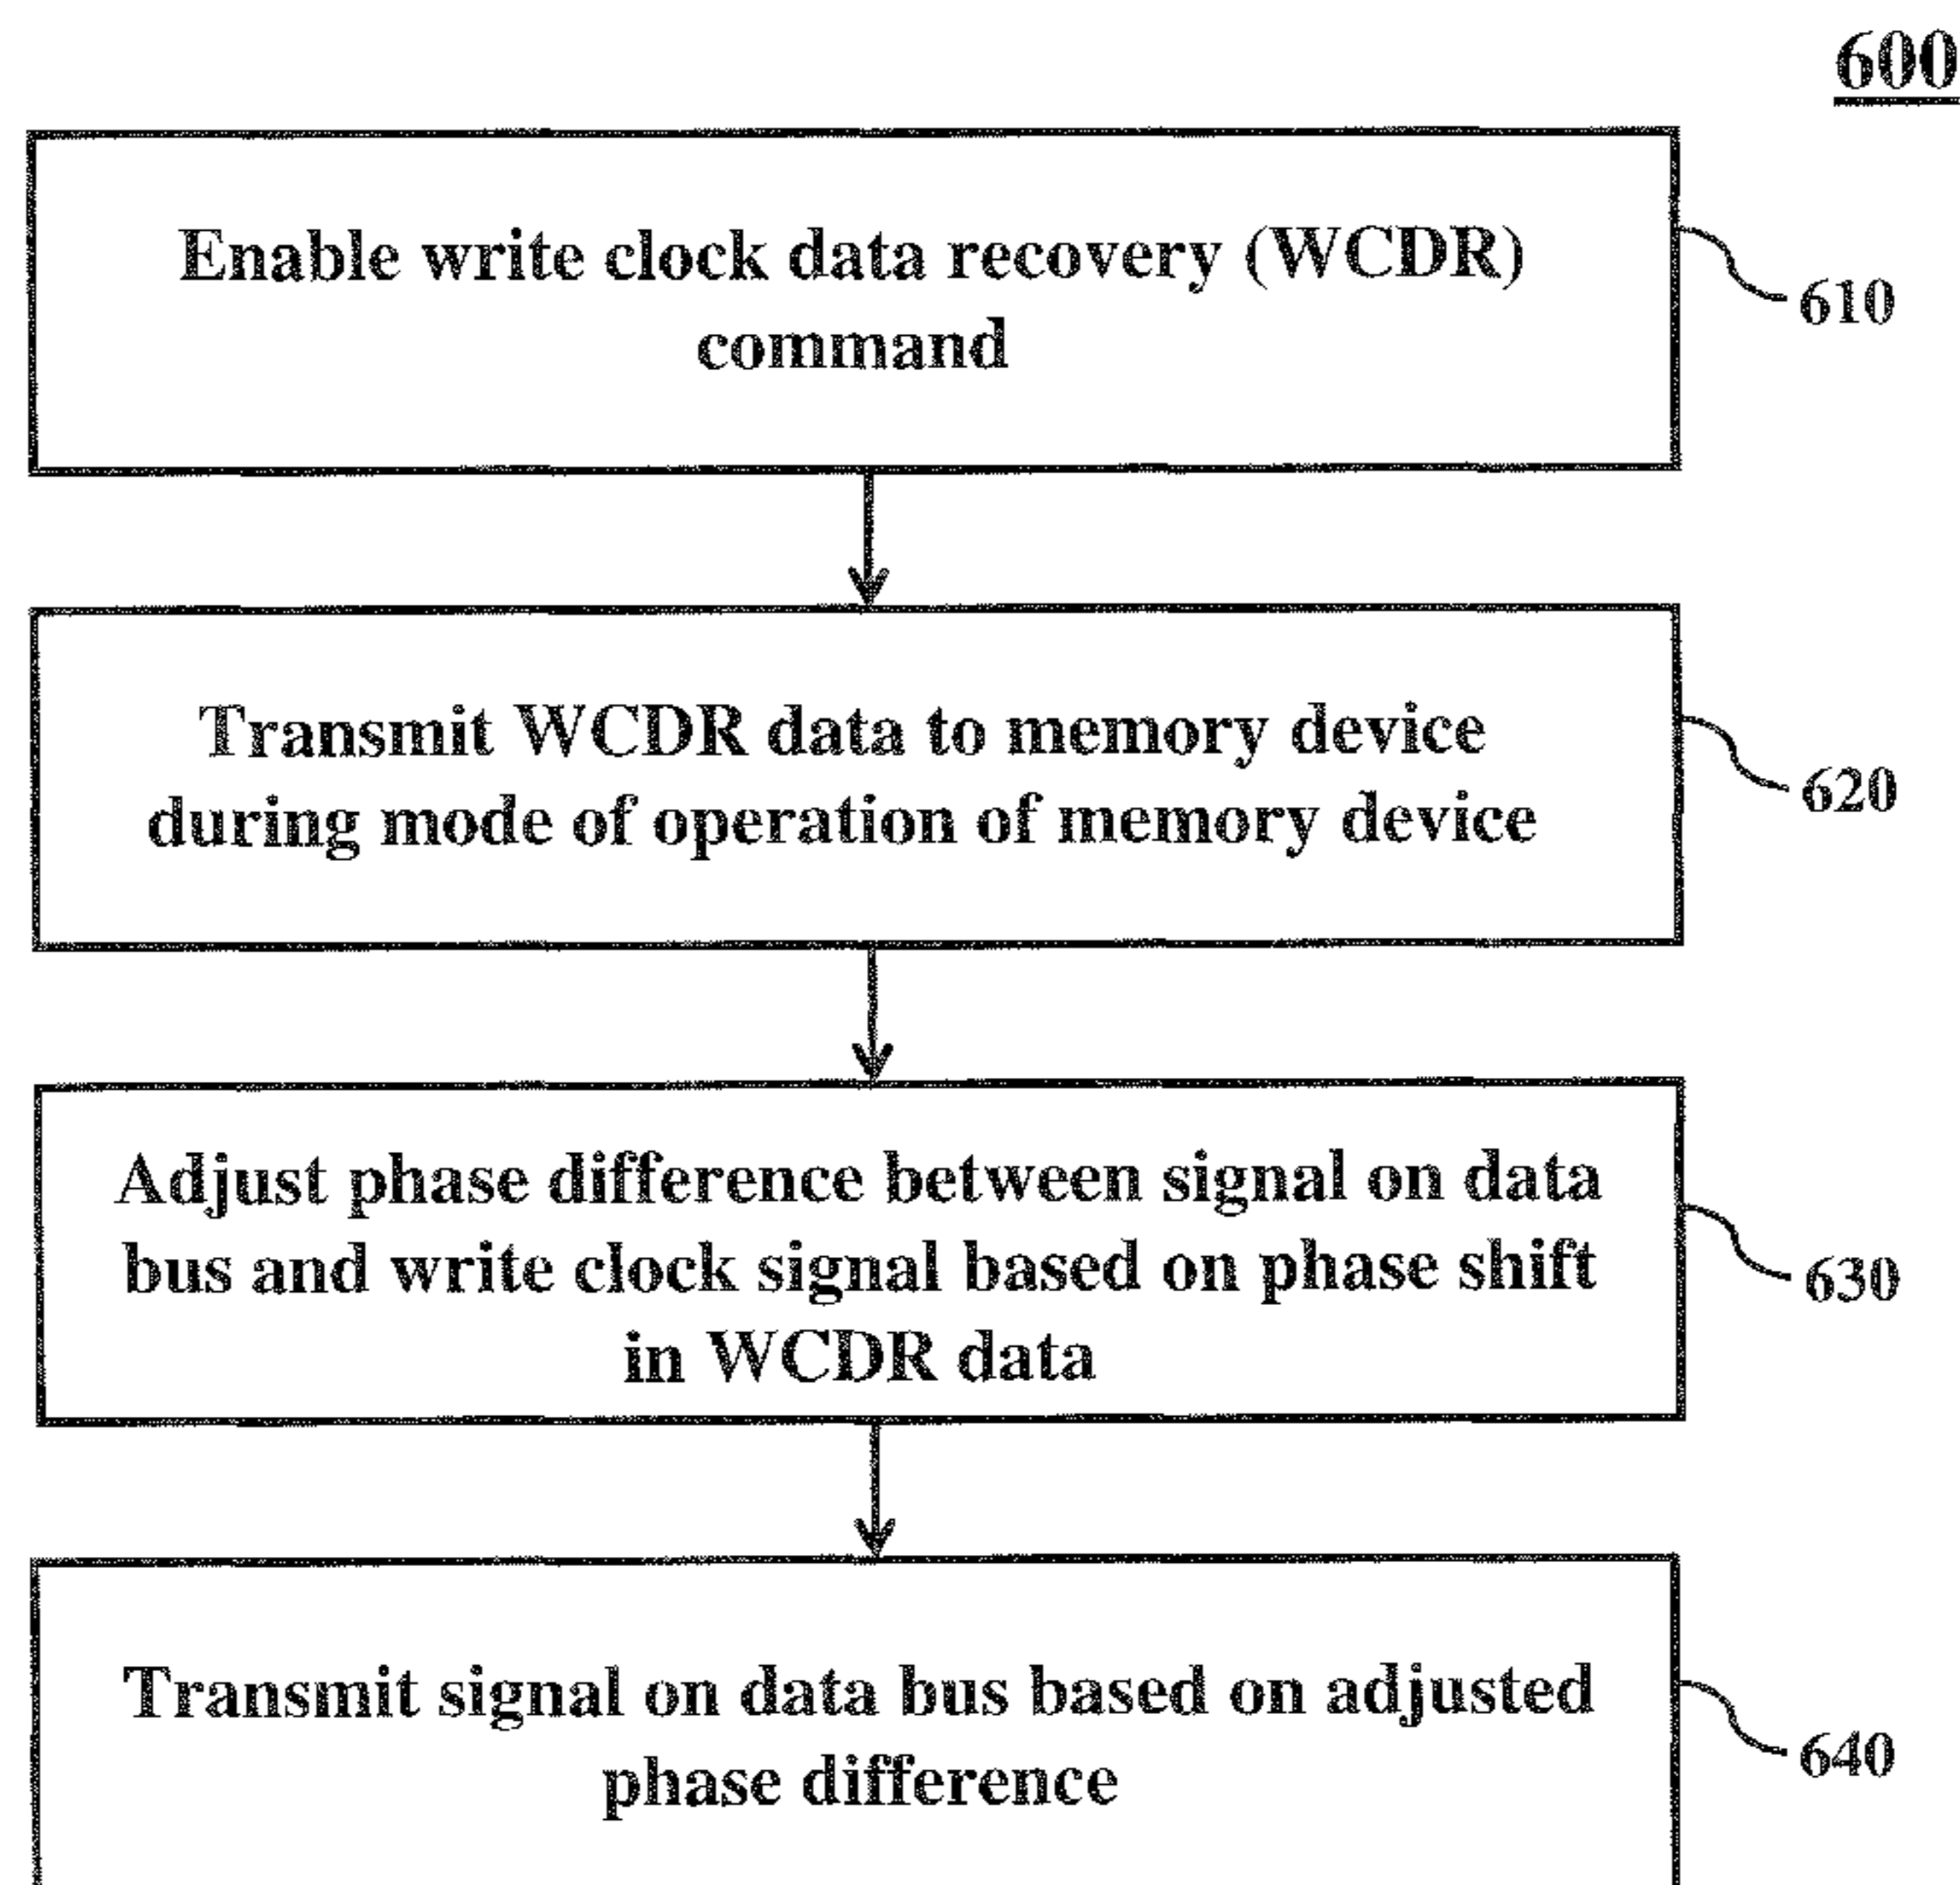 600
Enable write clock data recovery (WCDR)
command
610
Transmit WCDR data to memory device
during mode of operation of memory device
620
Adjust phase difference between signal on data
bus and write clock signal based on phase shift
in WCDR data
630
Transmit signal on data bus based on adjusted
phase difference
640